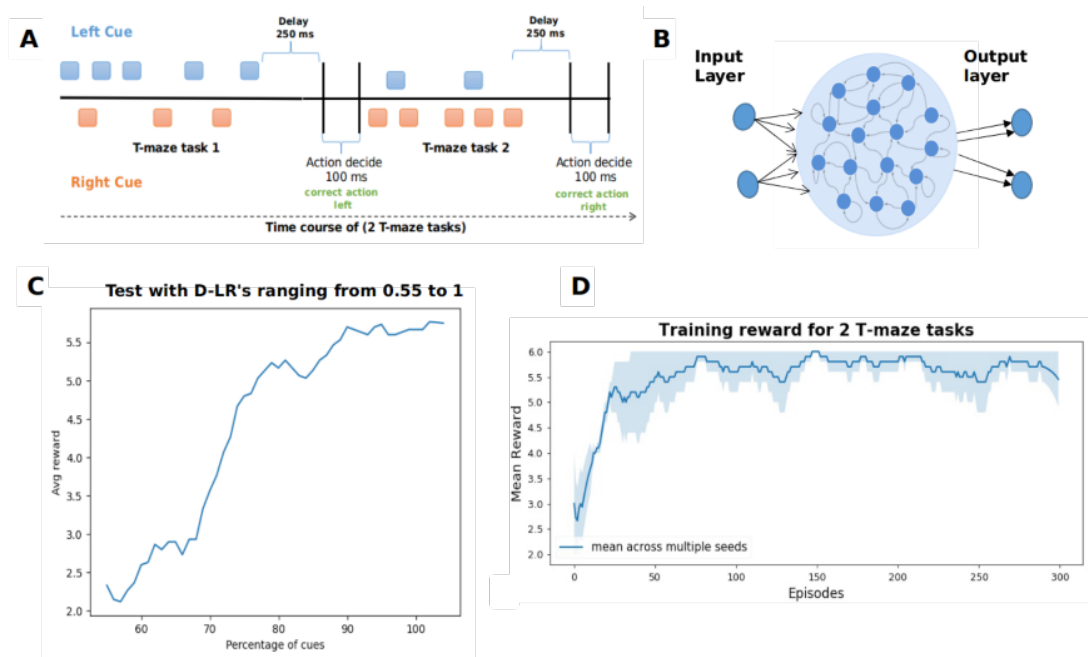 A
Left Cue
Delay
250 ms
Delay
250 ms
T-maze task 1
T-maze task 2
Right Cue
Action decide
100 ms
correct action
left
Action decide
100 ms
correct action
right
Time course of (2 T-maze tasks)
B
Input
Layer
Output
layer
C
Test with D-LR's ranging from 0.55 to 1
Avg reward
5.5
5.0
4.5
4.0
3.5
3.0
2.5
2.0
60 70 80 90 100
Percentage of cues
D
Training reward for 2 T-maze tasks
Mean Reward
6.0
5.5
5.0
4.5
4.0
3.5
3.0
2.5
2.0
mean across multiple seeds
0 50 100 150 200 250 300
Episodes